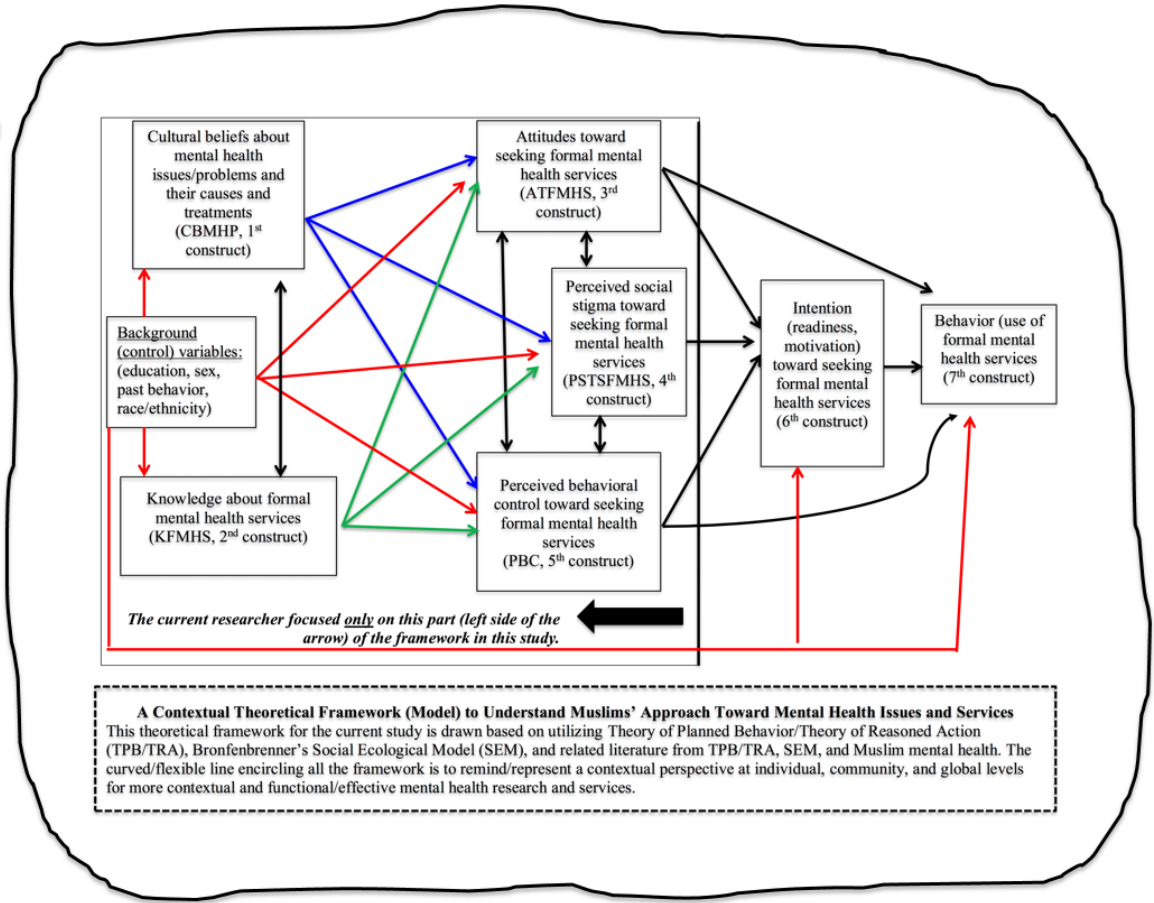 Cultural beliefs about
mental health
issues/problems and
their causes and
treatments
(CBMHP, 1st
construct)
Attitudes toward
seeking formal mental
health services
(ATFMHS, 3rd
construct)
Background
(control) variables:
(education, sex,
past behavior,
race/ethnicity)
Perceived social
stigma toward
seeking formal
mental health
services
(PSTSFMHS, 4th
construct)
Intention
(readiness,
motivation)
toward seeking
formal mental
health services
(6th construct)
Behavior (use of
formal mental
health services
(7th construct)
Knowledge about formal
mental health services
(KFMHS, 2nd construct)
Perceived behavioral
control toward seeking
formal mental health
services
(PBC, 5th construct)
The current researcher focused only on this part (left side of the
arrow) of the framework in this study.
A Contextual Theoretical Framework (Model) to Understand Muslims' Approach Toward Mental Health Issues and Services
This theoretical framework for the current study is drawn based on utilizing Theory of Planned Behavior/Theory of Reasoned Action
(TPB/TRA), Bronfenbrenner's Social Ecological Model (SEM), and related literature from TPB/TRA, SEM, and Muslim mental health. The
curved/flexible line encircling all the framework is to remind/represent a contextual perspective at individual, community, and global levels
for more contextual and functional/effective mental health research and services.